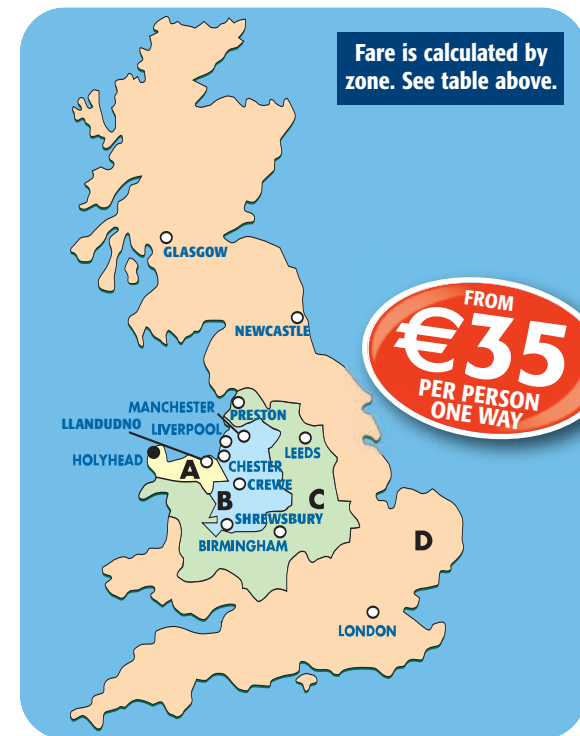 Fare is calculated by
zone. See table above.
GLASGOW
NEWCASTLE
FROM
€35
PER PERSON
ONE WAY
MANCHESTER
PRESTON
LLANDUDNO
LIVERPOOL
LEEDS
HOLYHEAD
A
CHESTER
CREWE
B
C
SHREWSBURY
BIRMINGHAM
D
LONDON